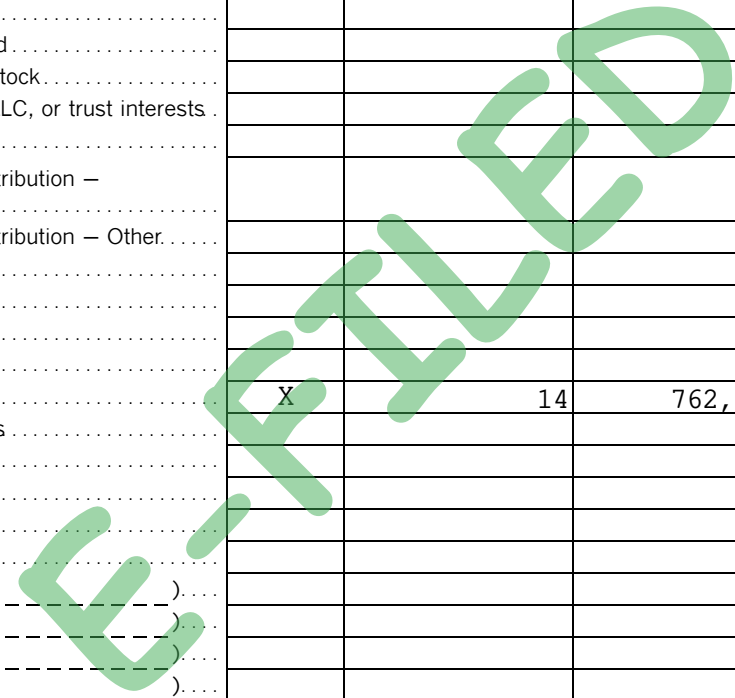 d
tock
LC, or trust interests
ribution –
ribution – Other
X 14 762,
s
)
)
)
)
E-FILED